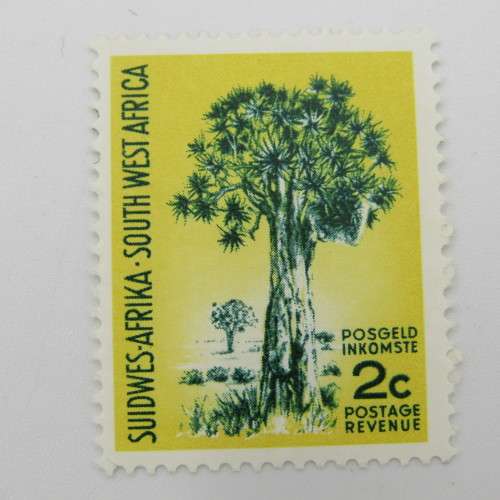 SUIDWES-AFRIKA · SOUTH WEST AFRICA
POSGELD
INKOMSTE
2c
POSTAGE
REVENUE